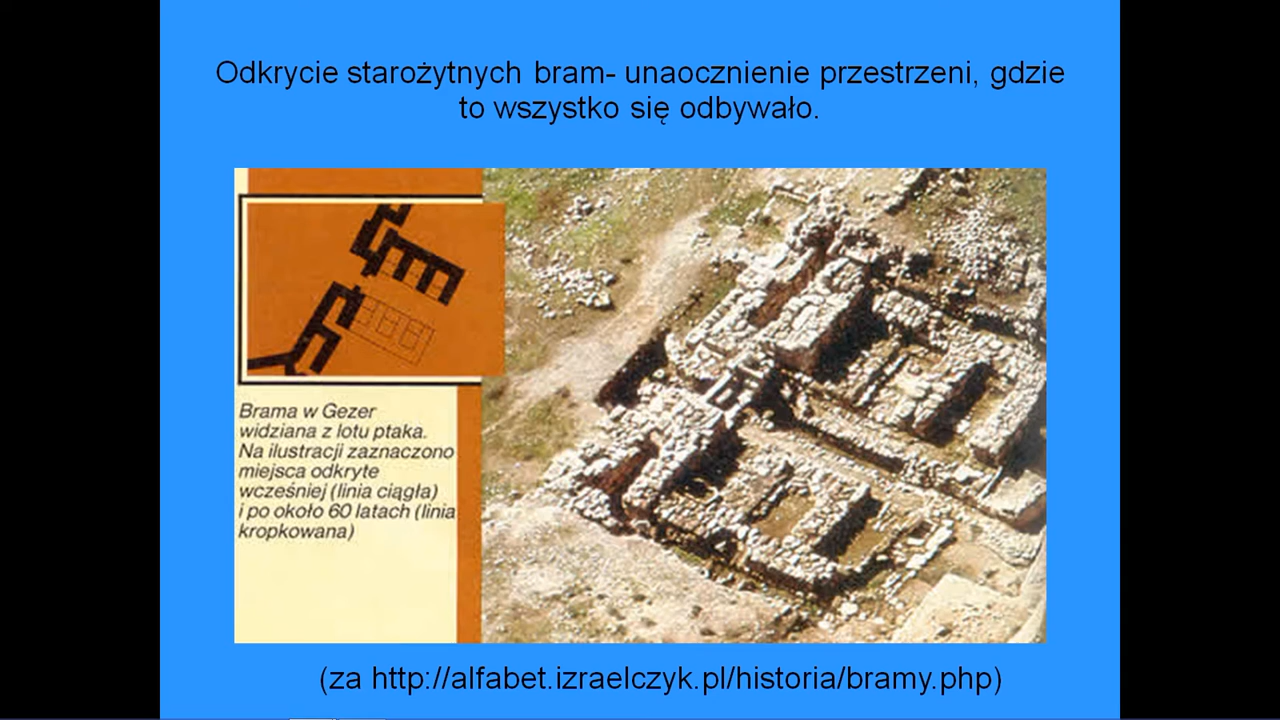 Odkrycie starożytnych bram- unaocznienie przestrzeni, gdzie
to wszystko się odbywało.
Brama w Gezer
widziana z lotu ptaka.
Na ilustracji zaznaczono
miejsca odkryte
wcześniej (linia ciągła)
i po około 60 latach (linia
kropkowana)
(za http://alfabet.izraelczyk.pl/historia/bramy.php)